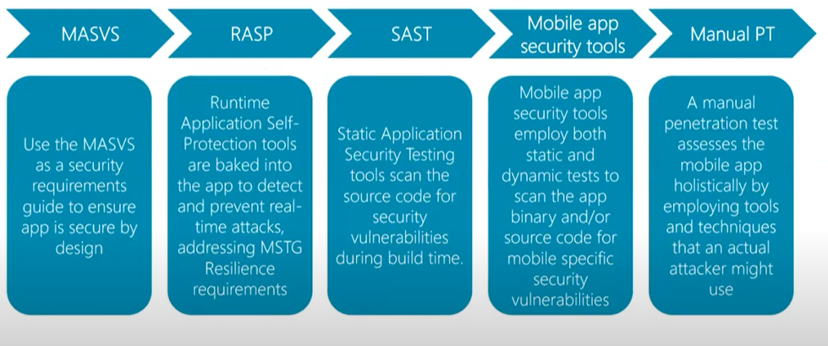 MASVS
RASP
SAST
Mobile app
security tools
Manual PT
Use the MASVS
as a security
requirements
guide to ensure
app is secure by
design
Runtime
Application Self-
Protection tools
are baked into
the app to detect
and prevent real-
time attacks,
addressing MSTG
Resilience
requirements
Static Application
Security Testing
tools scan the
source code for
security
vulnerabilities
during build time.
Mobile app
security tools
employ both
static and
dynamic tests to
scan the app
binary and/or
source code for
mobile specific
security
vulnerabilities
A manual
penetration test
assesses the
mobile app
holistically by
employing tools
and techniques
that an actual
attacker might
use